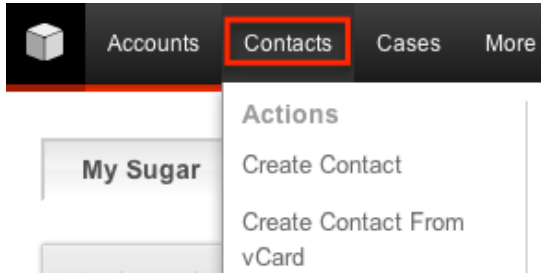 Accounts Contacts Cases More
Actions
My Sugar
Create Contact
Create Contact From
vCard